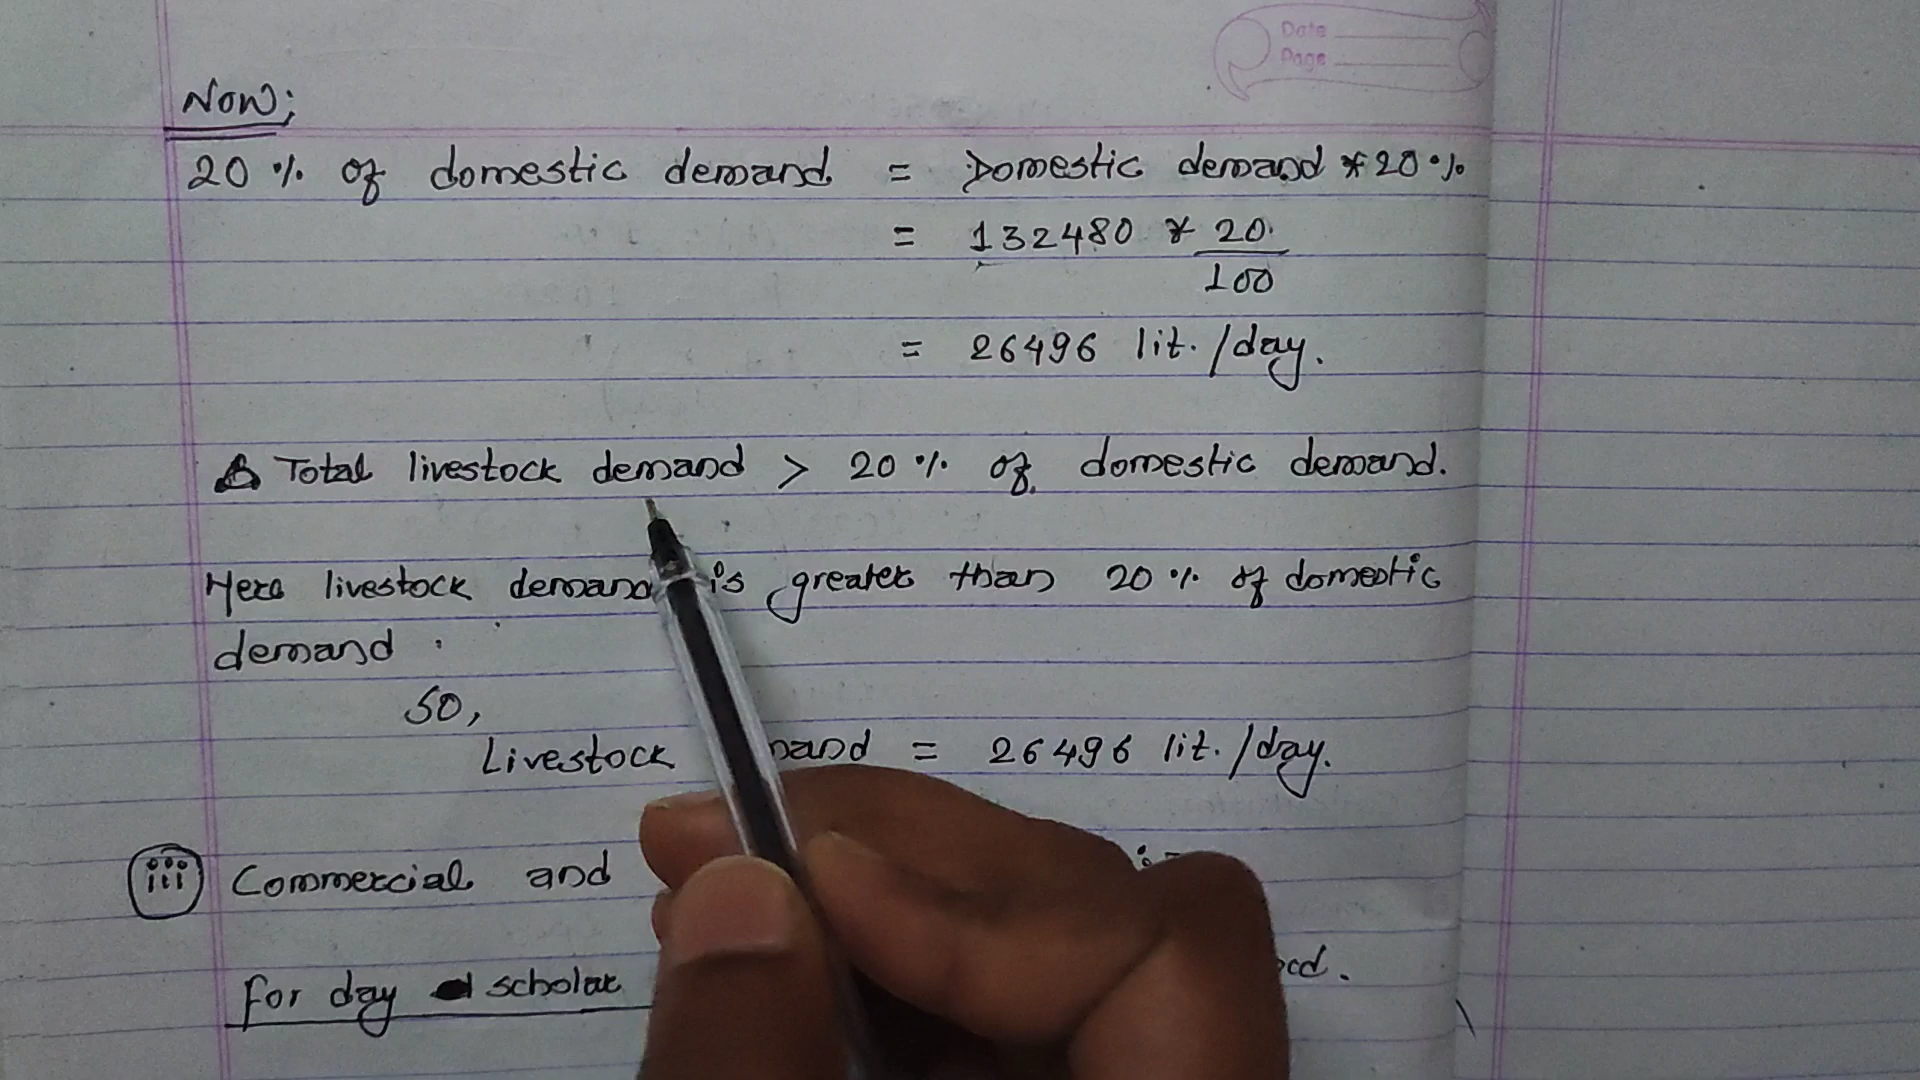 Date
Page
Now;
20 % of domestic demand = Domestic demand * 20 %
= 132480 * 20
100
= 26496 lit. /day.
Total livestock demand > 20 % of domestic demand.
Here livestock demand is greater than 20 % of domestic
demand.
So,
Livestock mand = 26496 lit. /day.
iii Commercial and
For day scholar pcd.